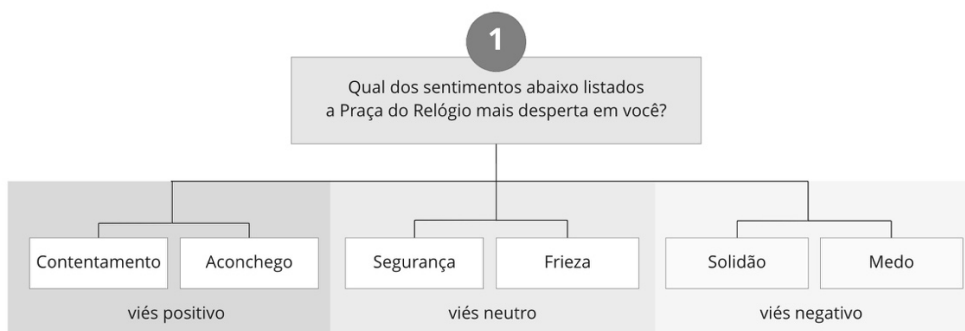 1
Qual dos sentimentos abaixo listados
a Praça do Relógio mais desperta em você?
Contentamento
Aconchego
Segurança
Frieza
Solidão
Medo
viés positivo
viés neutro
viés negativo